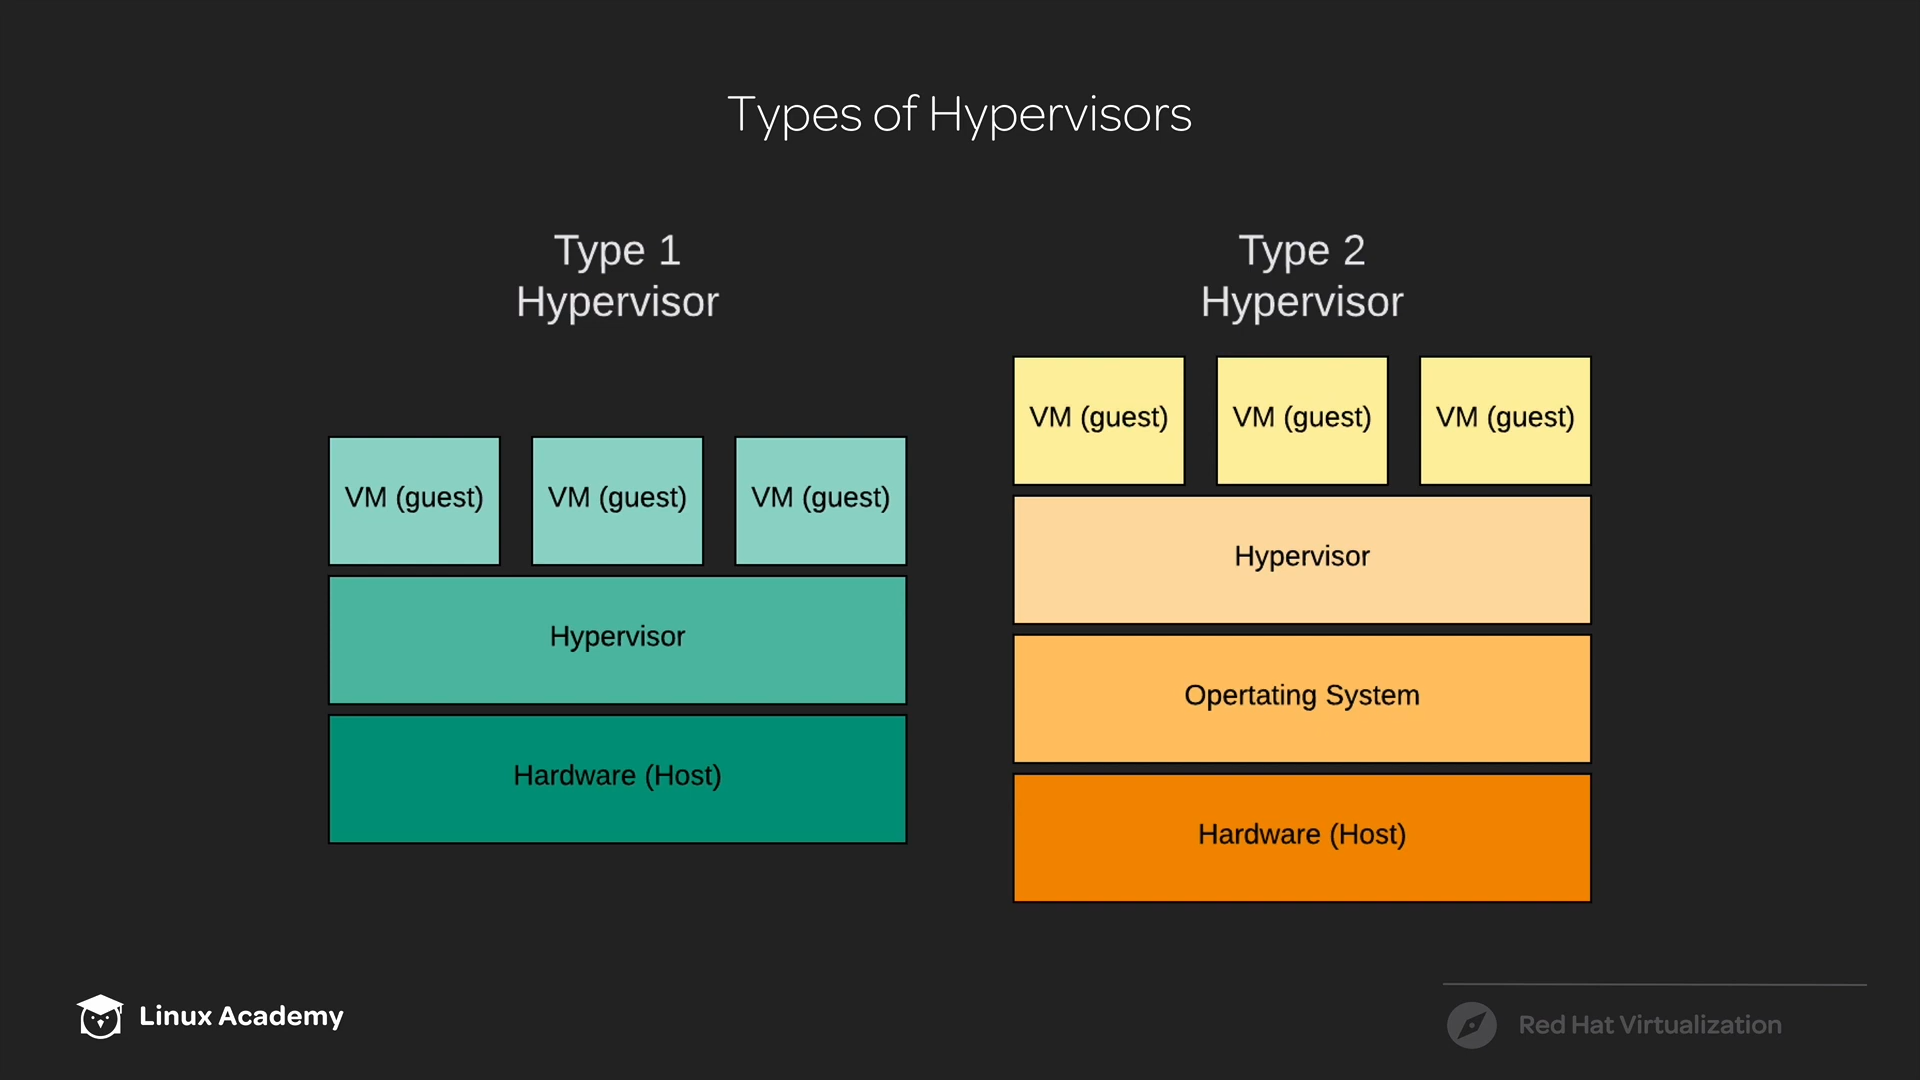 Types of Hypervisors
Type 1
Hypervisor
VM (guest)
VM (guest)
VM (guest)
Hypervisor
Hardware (Host)
Type 2
Hypervisor
VM (guest)
VM (guest)
VM (guest)
Hypervisor
Opertating System
Hardware (Host)
Linux Academy
Red Hat Virtualization